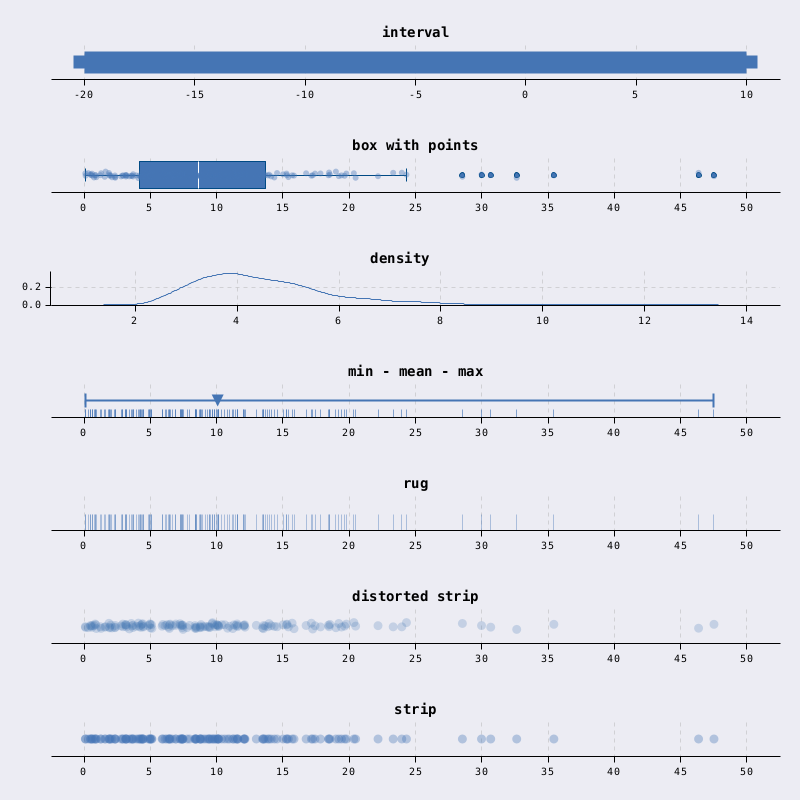 interval
-20 -15 -10 -5 0 5 10
box with points
0 5 10 15 20 25 30 35 40 45 50
density
0.2
0.0
2 4 6 8 10 12 14
min - mean - max
0 5 10 15 20 25 30 35 40 45 50
rug
0 5 10 15 20 25 30 35 40 45 50
distorted strip
0 5 10 15 20 25 30 35 40 45 50
strip
0 5 10 15 20 25 30 35 40 45 50